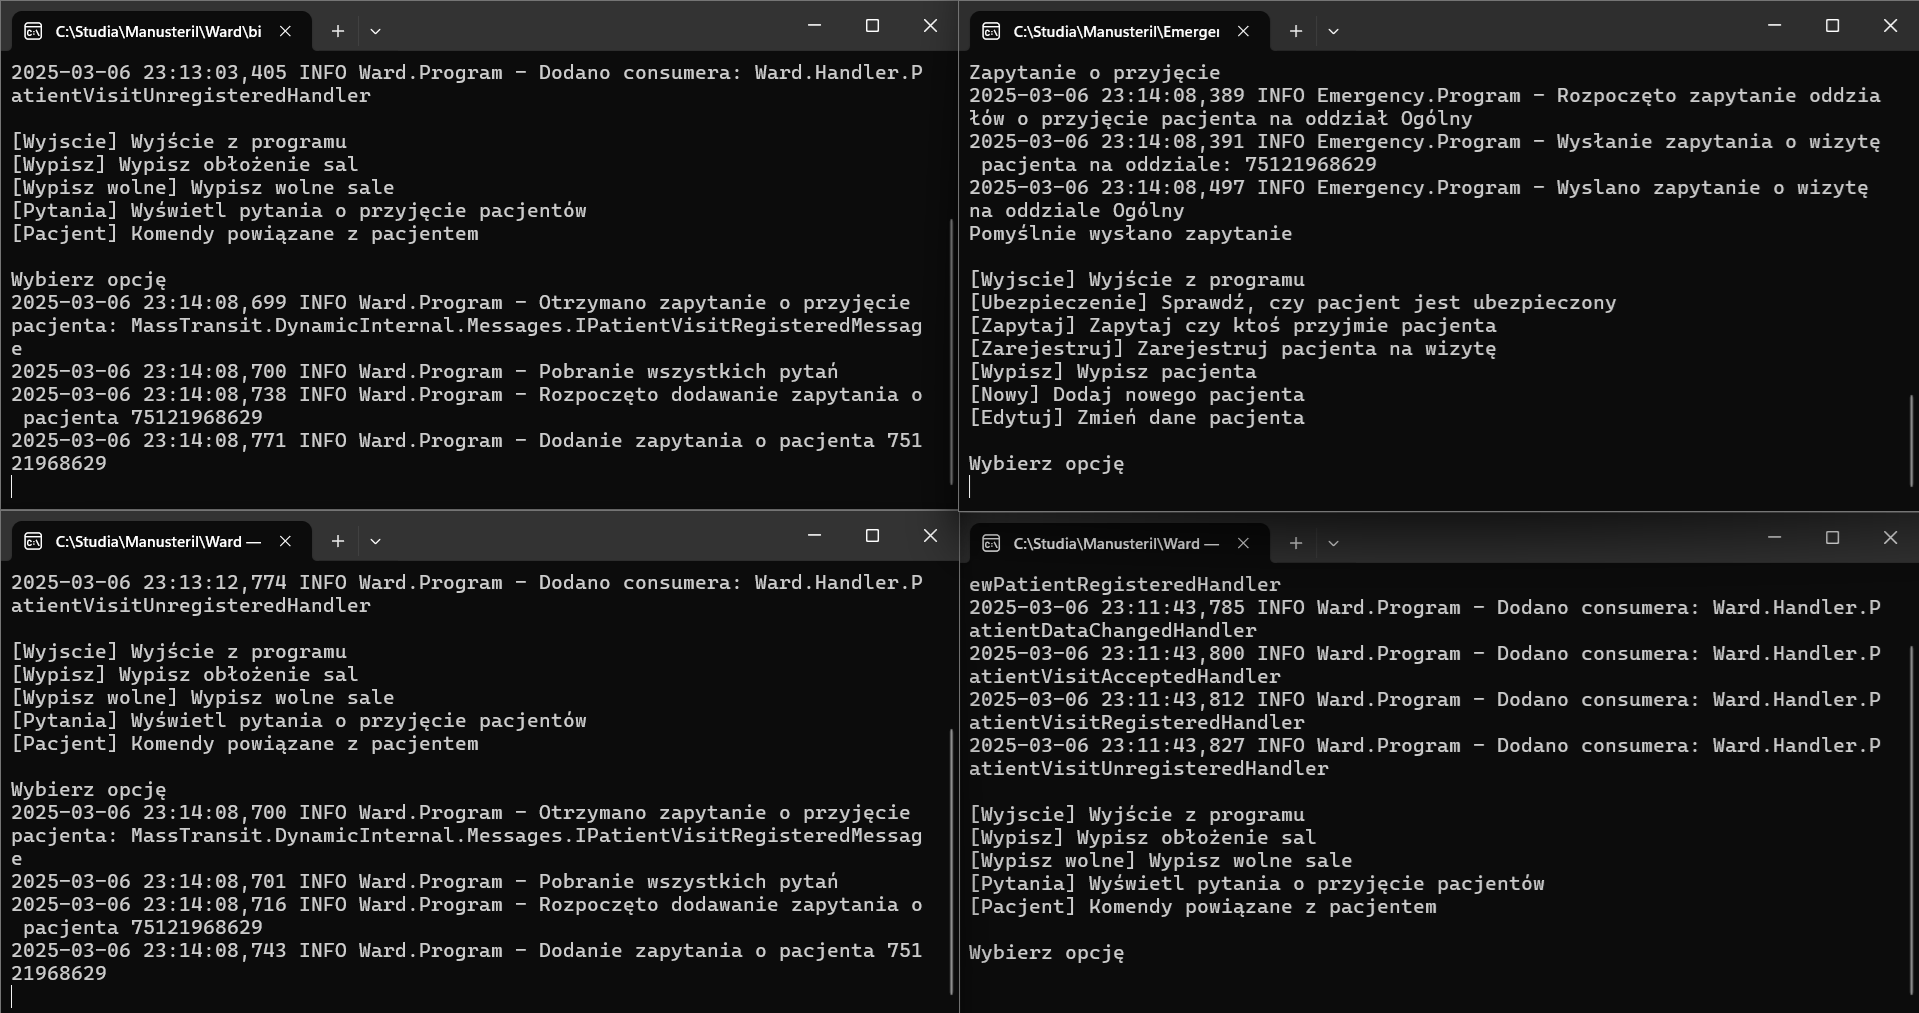 C:\Studia\Manusteril\Ward\bi
2025-03-06 23:13:03,405 INFO Ward.Program - Dodano consumera: Ward.Handler.P
atientVisitUnregisteredHandler
[Wyjscie] Wyjście z programu
[Wypisz] Wypisz obłożenie sal
[Wypisz wolne] Wypisz wolne sale
[Pytania] Wyświetl pytania o przyjęcie pacjentów
[Pacjent] Komendy powiązane z pacjentem
Wybierz opcję
2025-03-06 23:14:08,699 INFO Ward.Program - Otrzymano zapytanie o przyjęcie
pacjenta: MassTransit.DynamicInternal.Messages.IPatientVisitRegisteredMessag
e
2025-03-06 23:14:08,700 INFO Ward.Program - Pobranie wszystkich pytań
2025-03-06 23:14:08,738 INFO Ward.Program - Rozpoczęto dodawanie zapytania o
pacjenta 75121968629
2025-03-06 23:14:08,771 INFO Ward.Program - Dodanie zapytania o pacjenta 751
21968629
C:\Studia\Manusteril\Emerger
Zapytanie o przyjęcie
2025-03-06 23:14:08,389 INFO Emergency.Program - Rozpoczęto zapytanie oddzia
łów o przyjęcie pacjenta na oddział Ogólny
2025-03-06 23:14:08,391 INFO Emergency.Program - Wysłanie zapytania o wizytę
pacjenta na oddziale: 75121968629
2025-03-06 23:14:08,497 INFO Emergency.Program - Wyslano zapytanie o wizytę
na oddziale Ogólny
Pomyślnie wysłano zapytanie
[Wyjscie] Wyjście z programu
[Ubezpieczenie] Sprawdź, czy pacjent jest ubezpieczony
[Zapytaj] Zapytaj czy ktoś przyjmie pacjenta
[Zarejestruj] Zarejestruj pacjenta na wizytę
[Wypisz] Wypisz pacjenta
[Nowy] Dodaj nowego pacjenta
[Edytuj] Zmień dane pacjenta
Wybierz opcję
C:\Studia\Manusteril\Ward —
2025-03-06 23:13:12,774 INFO Ward.Program - Dodano consumera: Ward.Handler.P
atientVisitUnregisteredHandler
[Wyjscie] Wyjście z programu
[Wypisz] Wypisz obłożenie sal
[Wypisz wolne] Wypisz wolne sale
[Pytania] Wyświetl pytania o przyjęcie pacjentów
[Pacjent] Komendy powiązane z pacjentem
Wybierz opcję
2025-03-06 23:14:08,700 INFO Ward.Program - Otrzymano zapytanie o przyjęcie
pacjenta: MassTransit.DynamicInternal.Messages.IPatientVisitRegisteredMessag
e
2025-03-06 23:14:08,701 INFO Ward.Program - Pobranie wszystkich pytań
2025-03-06 23:14:08,716 INFO Ward.Program - Rozpoczęto dodawanie zapytania o
pacjenta 75121968629
2025-03-06 23:14:08,743 INFO Ward.Program - Dodanie zapytania o pacjenta 751
21968629
C:\Studia\Manusteril\Ward —
ewPatientRegisteredHandler
2025-03-06 23:11:43,785 INFO Ward.Program - Dodano consumera: Ward.Handler.P
atientDataChangedHandler
2025-03-06 23:11:43,800 INFO Ward.Program - Dodano consumera: Ward.Handler.P
atientVisitAcceptedHandler
2025-03-06 23:11:43,812 INFO Ward.Program - Dodano consumera: Ward.Handler.P
atientVisitRegisteredHandler
2025-03-06 23:11:43,827 INFO Ward.Program - Dodano consumera: Ward.Handler.P
atientVisitUnregisteredHandler
[Wyjscie] Wyjście z programu
[Wypisz] Wypisz obłożenie sal
[Wypisz wolne] Wypisz wolne sale
[Pytania] Wyświetl pytania o przyjęcie pacjentów
[Pacjent] Komendy powiązane z pacjentem
Wybierz opcję